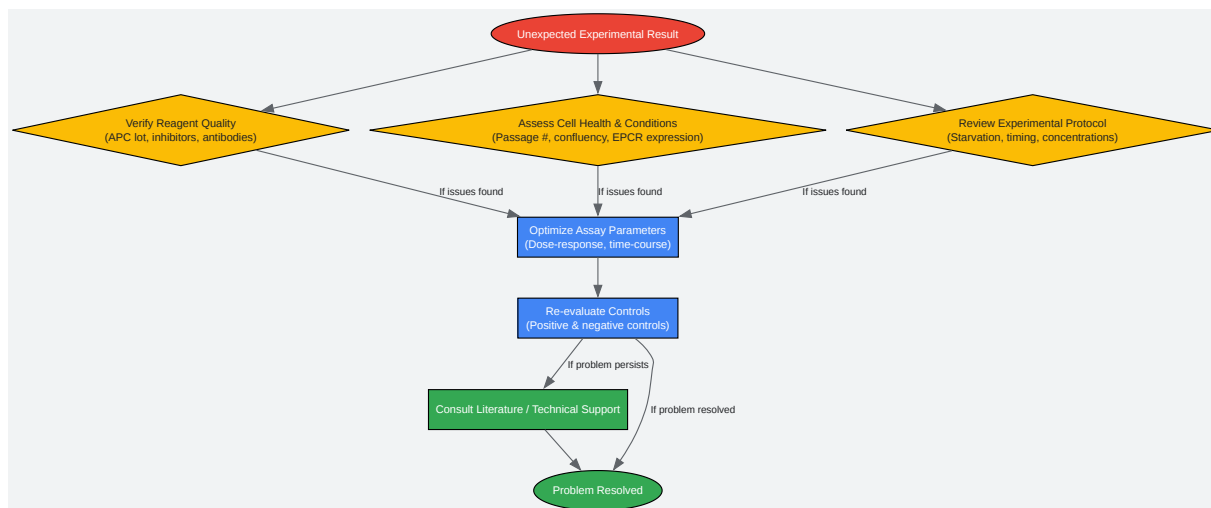 Unexpected Experimental Result
Verify Reagent Quality
(APC lot, inhibitors, antibodies)
Assess Cell Health & Conditions
(Passage #, confluency, EPCR expression)
Review Experimental Protocol
(Starvation, timing, concentrations)
If issues found
If issues found
If issues found
Optimize Assay Parameters
(Dose-response, time-course)
Re-evaluate Controls
(Positive & negative controls)
If problem persists
Consult Literature / Technical Support
If problem resolved
Problem Resolved